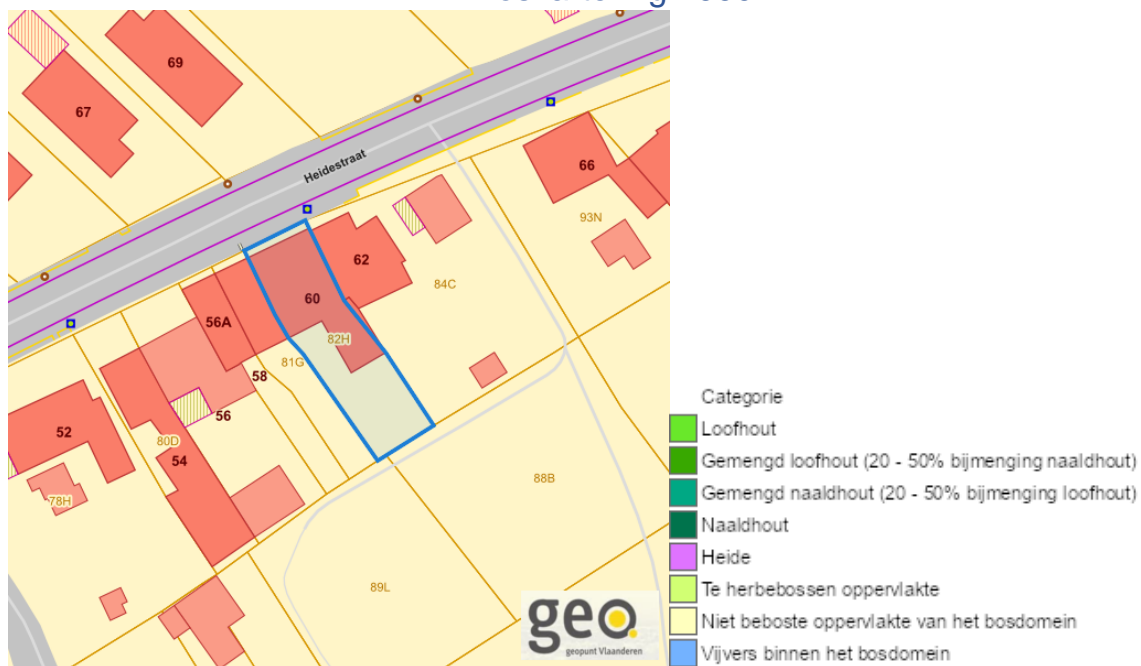 69
67
Heidestraat
66
93N
62
84C
60
56A
82H
81G
58
56
52
80D
54
78H
88B
89L
geo
geopunt Vlaanderen
Categorie
Loofhout
Gemengd loofhout (20 - 50% bijmenging naaldhout)
Gemengd naaldhout (20 - 50% bijmenging loofhout)
Naaldhout
Heide
Te herbebossen oppervlakte
Niet beboste oppervlakte van het bosdomein
Vijvers binnen het bosdomein